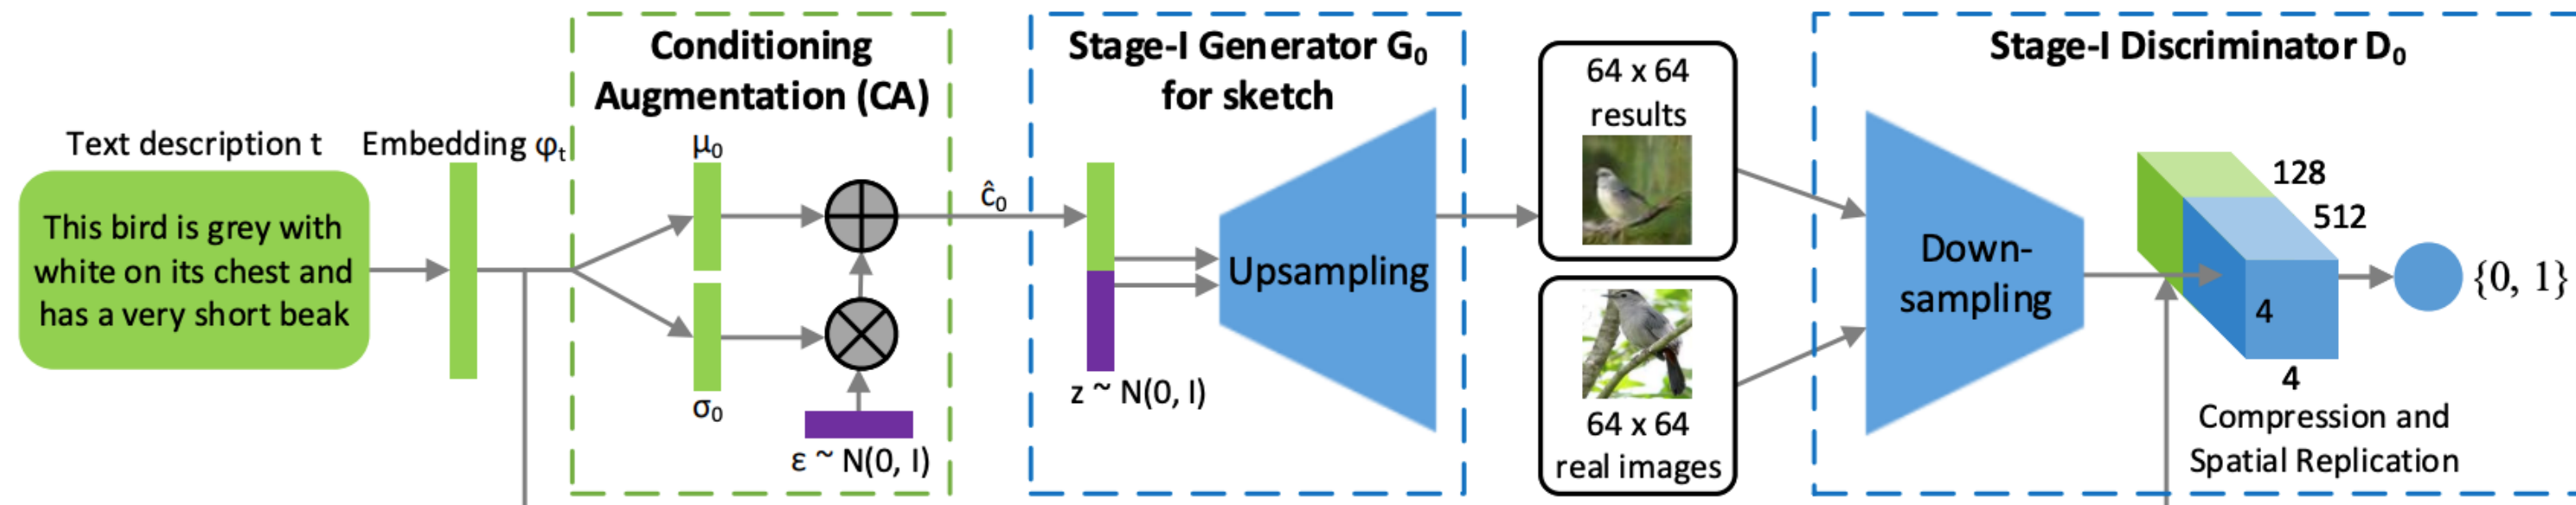 Text description t
This bird is grey with
white on its chest and
has a very short beak
Embedding φt
Conditioning
Augmentation (CA)
μ0
σ0
ε ~ N(0, I)
ĉ0
Stage-I Generator G0
for sketch
z ~ N(0, I)
Upsampling
64 x 64
results
64 x 64
real images
Stage-I Discriminator D0
Down-
sampling
128
512
4
4
{0, 1}
Compression and
Spatial Replication